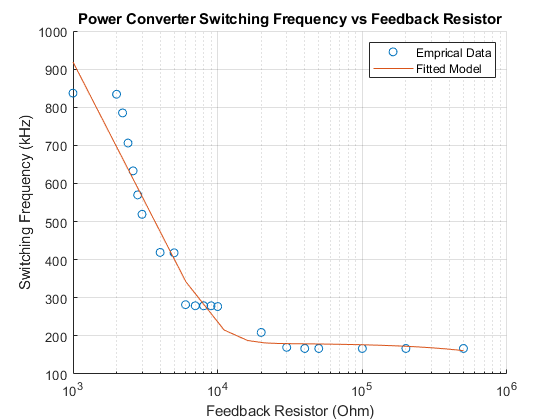 Power Converter Switching Frequency vs Feedback Resistor
1000
900
800
700
600
500
400
300
200
100
Switching Frequency (kHz)
Emprical Data
Fitted Model
10³ 10⁴ 10⁵ 10⁶
Feedback Resistor (Ohm)